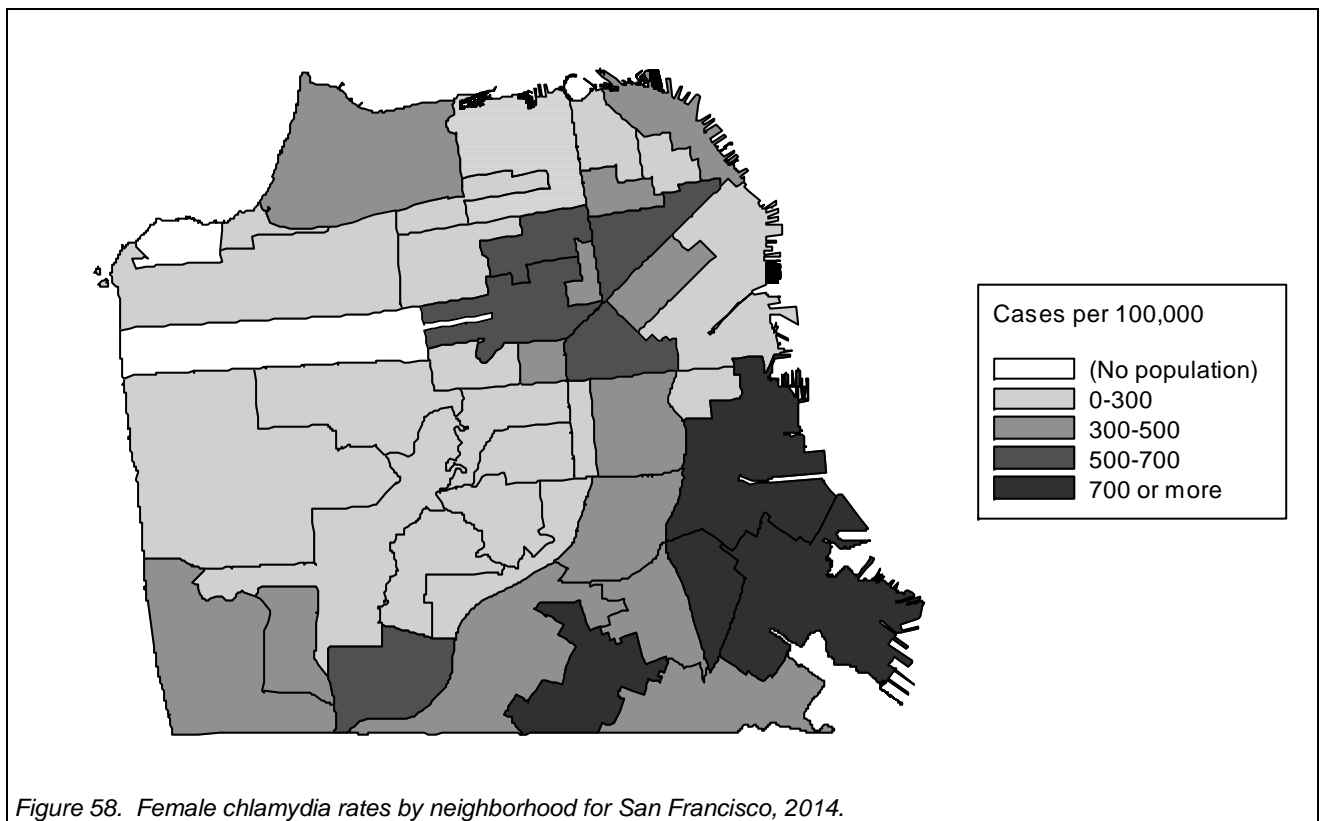 Cases per 100,000
(No population)
0-300
300-500
500-700
700 or more
Figure 58. Female chlamydia rates by neighborhood for San Francisco, 2014.